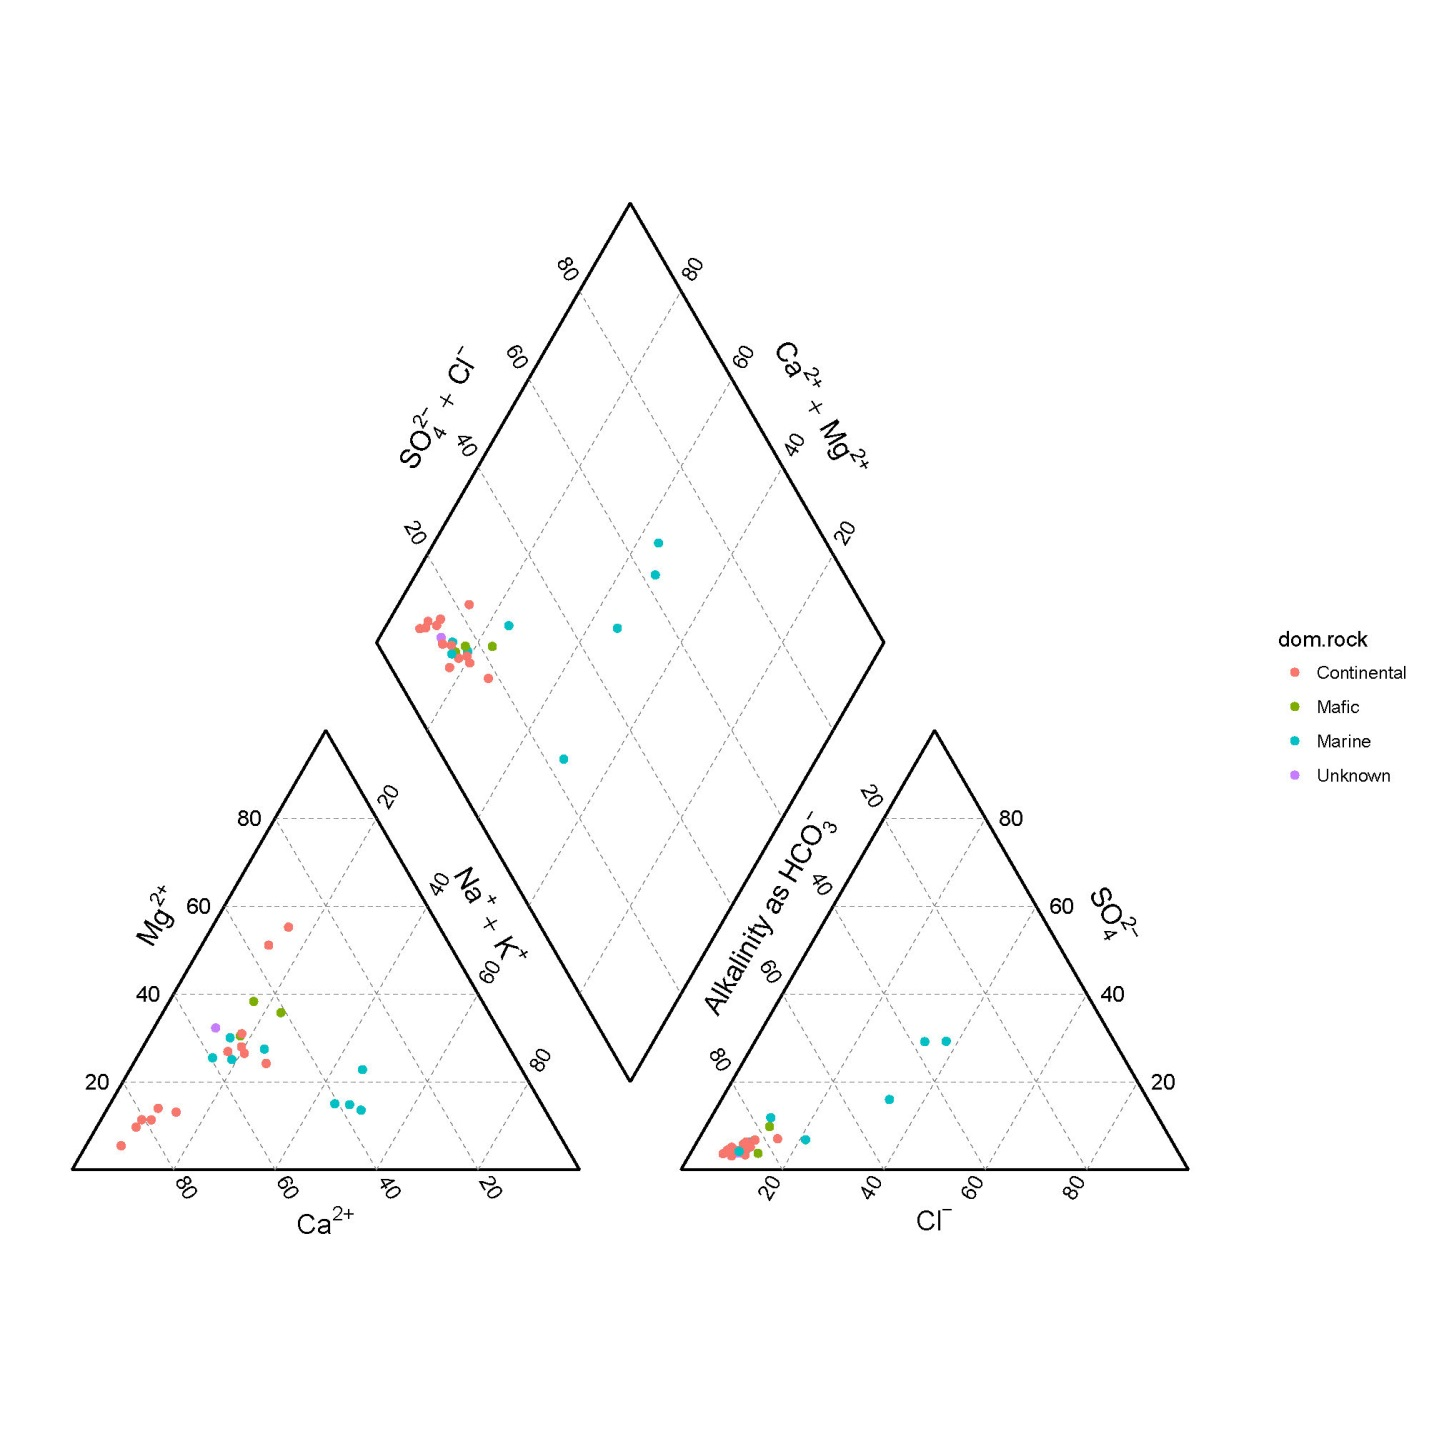 80
80
60
60
SO₄²⁻ + Cl⁻
Ca²⁺ + Mg²⁺
40
40
20
20
dom.rock
Continental
Mafic
Marine
Unknown
80
20
20
80
Mg²⁺
60
40
Na⁺ + K⁺
Alkalinity as HCO₃⁻
40
60
SO₄²⁻
40
60
60
40
20
80
80
20
80
60
40
20
Ca²⁺
20
40
60
80
Cl⁻